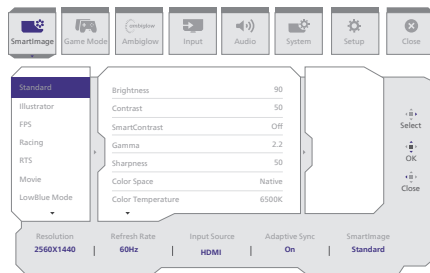 SmartImage
Game Mode
ambiglow
Ambiglow
Input
Audio
System
Setup
Close
Standard
Illustrator
FPS
Racing
RTS
Movie
LowBlue Mode
Brightness 90
Contrast 50
SmartContrast Off
Gamma 2.2
Sharpness 50
Color Space Native
Color Temperature 6500K
Select
OK
Close
Resolution Refresh Rate Input Source Adaptive Sync SmartImage
2560X1440 | 60Hz | HDMI | On | Standard